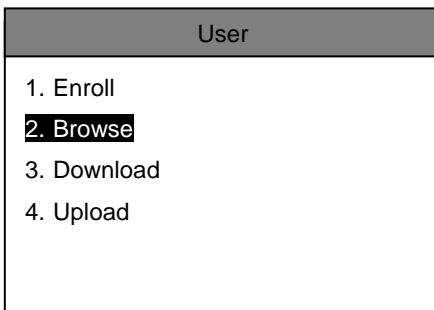 User
1. Enroll
2. Browse
3. Download
4. Upload